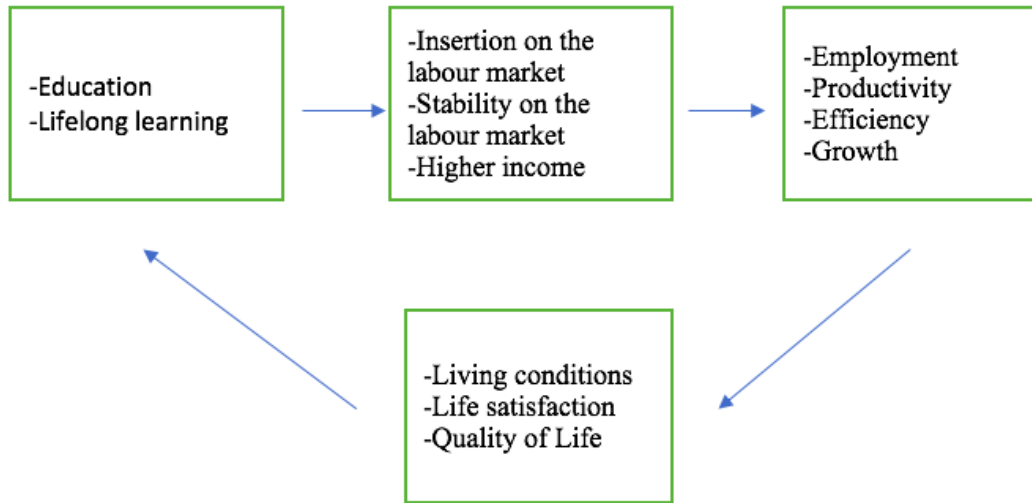 -Education
-Lifelong learning
-Insertion on the
labour market
-Stability on the
labour market
-Higher income
-Employment
-Productivity
-Efficiency
-Growth
-Living conditions
-Life satisfaction
-Quality of Life